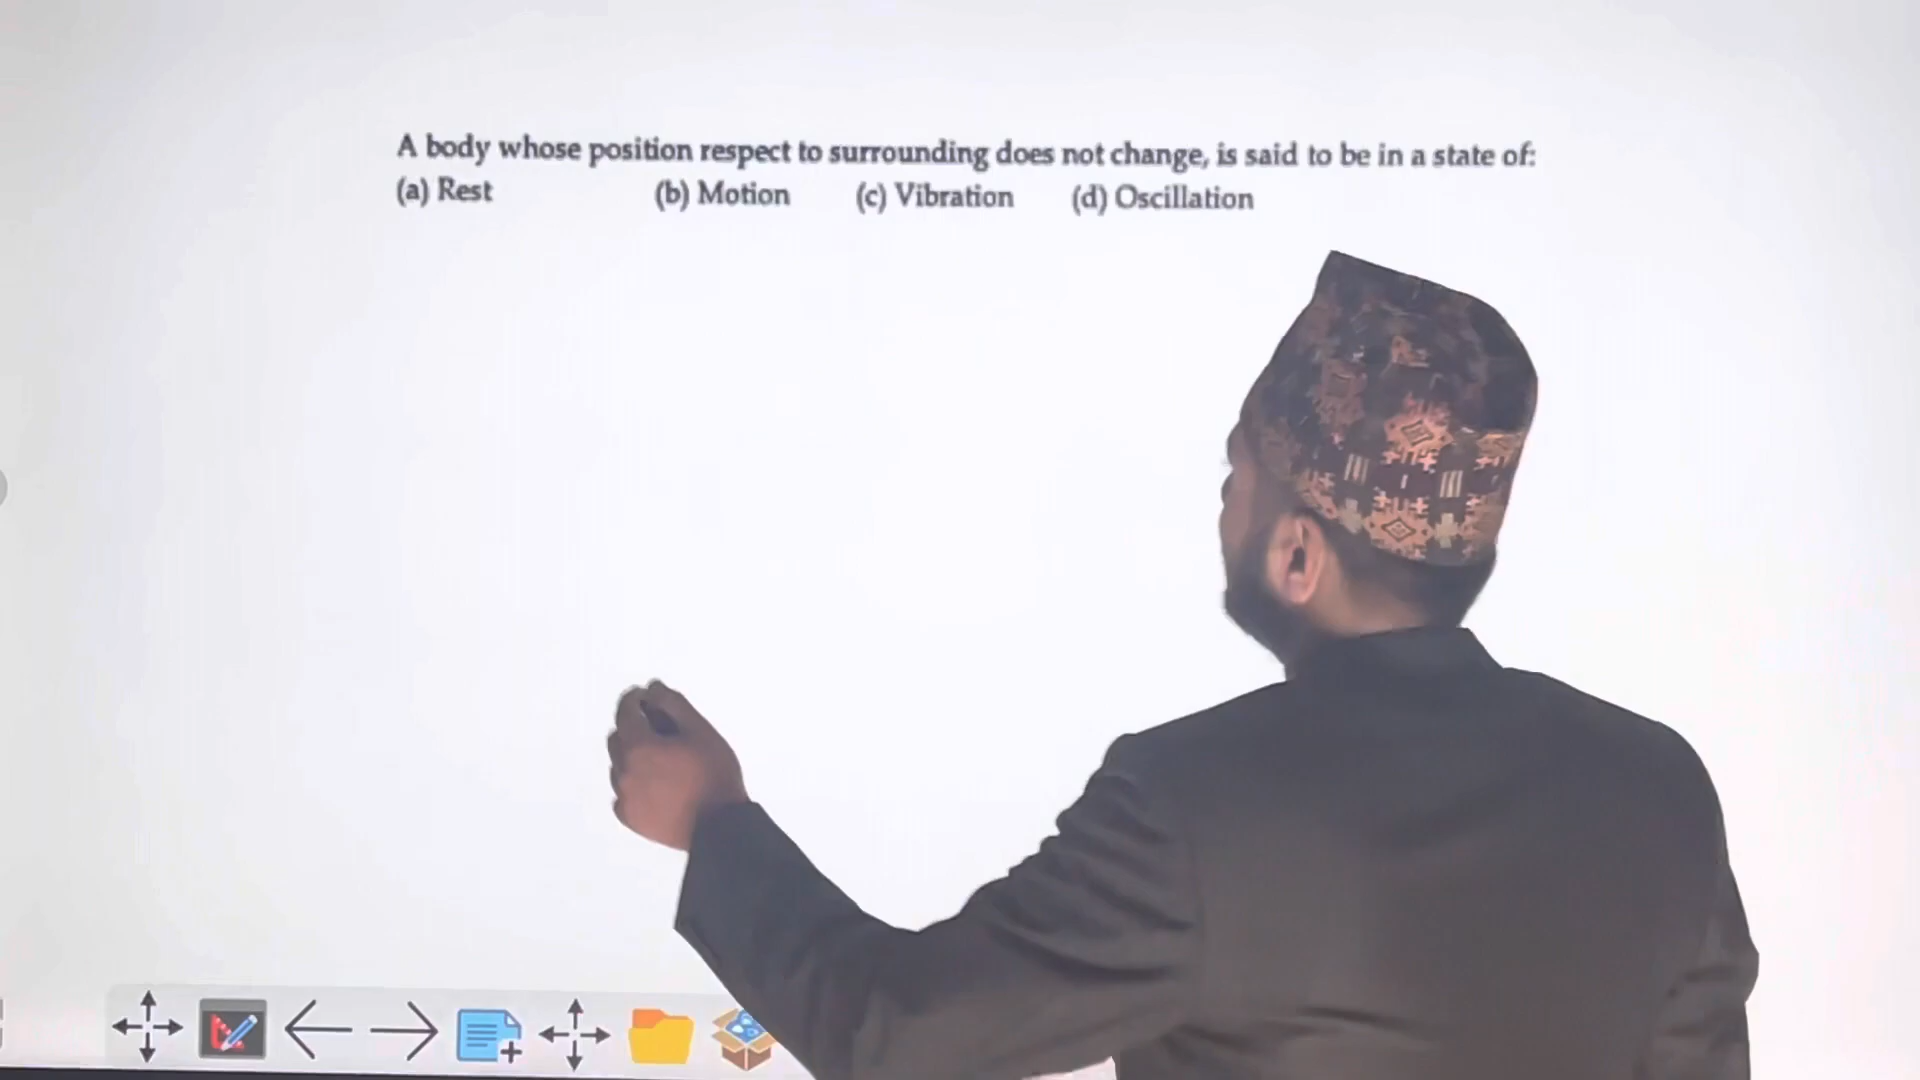 A body whose position respect to surrounding does not change, is said to be in a state of:
(a) Rest (b) Motion (c) Vibration (d) Oscillation